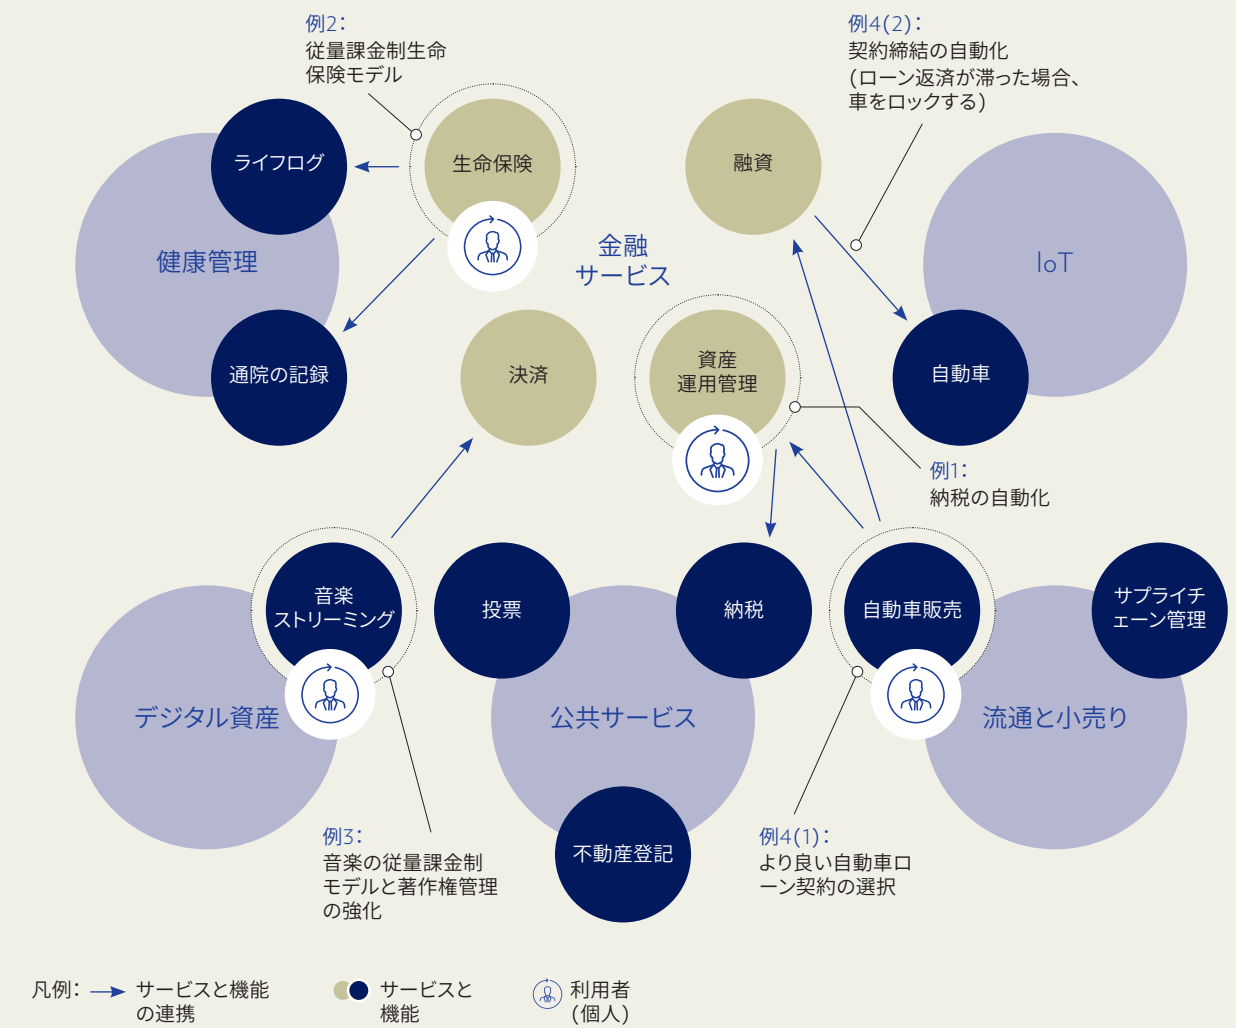 例2：
従量課金制生命
保険モデル
例4(2)：
契約締結の自動化
(ローン返済が滞った場合、
車をロックする)
ライフログ
生命保険
融資
健康管理
金融
サービス
IoT
通院の記録
決済
資産
運用管理
自動車
例1：
納税の自動化
音楽
ストリーミング
投票
納税
自動車販売
サプライチ
ェーン管理
デジタル資産
公共サービス
流通と小売り
例3：
音楽の従量課金制
モデルと著作権管理
の強化
不動産登記
例4(1)：
より良い自動車ロ
ーン契約の選択
凡例：
サービスと機能
の連携
サービスと
機能
利用者
(個人)